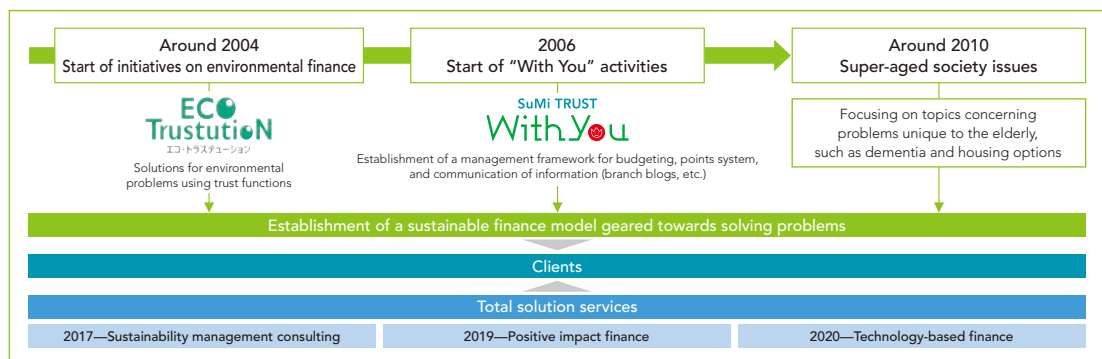 Around 2004
Start of initiatives on environmental finance
2006
Start of “With You” activities
Around 2010
Super-aged society issues
ECO
TrustutioN
エコ・トラステューション
Solutions for environmental
problems using trust functions
SuMi TRUST
With You
Establishment of a management framework for budgeting, points system,
and communication of information (branch blogs, etc.)
Focusing on topics concerning
problems unique to the elderly,
such as dementia and housing options
Establishment of a sustainable finance model geared towards solving problems
Clients
Total solution services
2017—Sustainability management consulting
2019—Positive impact finance
2020—Technology-based finance